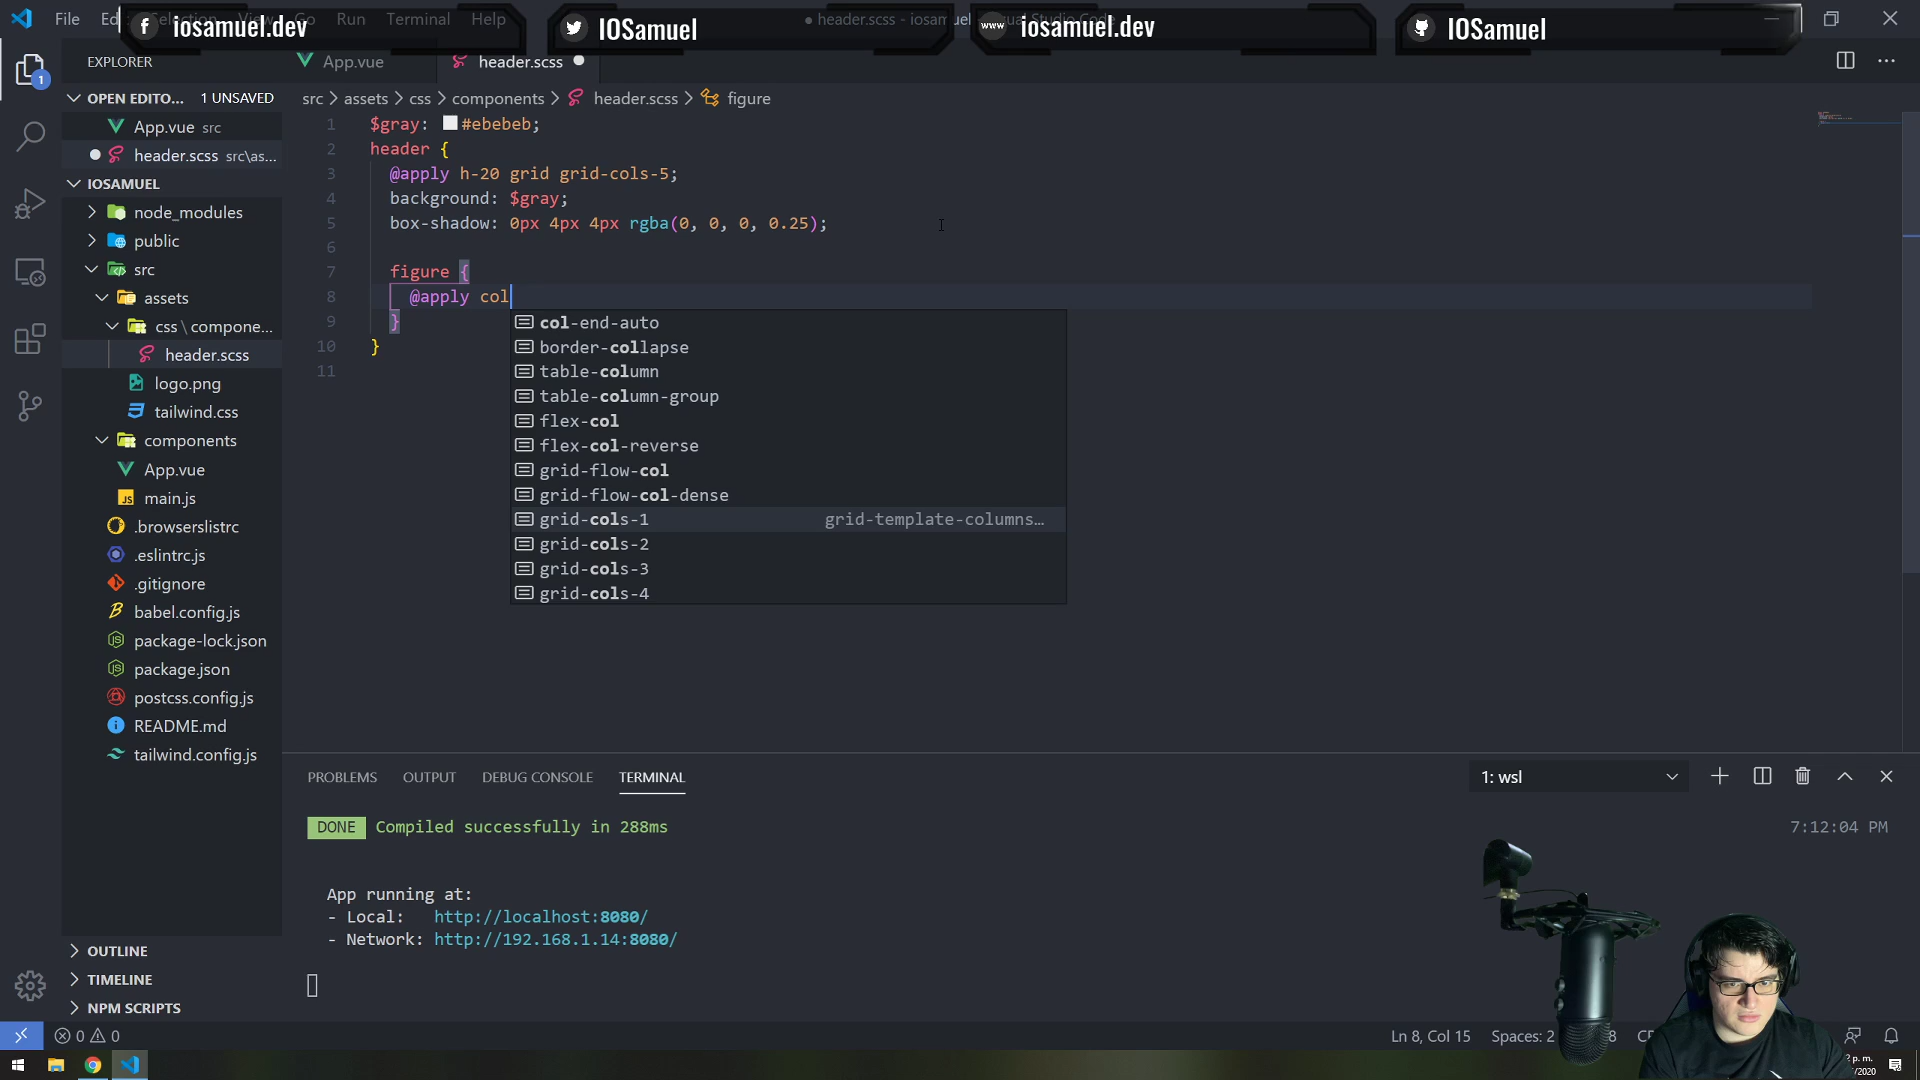 File Ed Selection View Go Run Terminal Help ● header.scss - iosamuel - Visual Studio Code
iosamuel.dev IOSamuel iosamuel.dev IOSamuel
EXPLORER
App.vue header.scss
OPEN EDITO... 1 UNSAVED
App.vue src
header.scss src\as...
IOSAMUEL
node_modules
public
src
assets
css \ compone...
header.scss
logo.png
tailwind.css
components
App.vue
main.js
.browserslistrc
.eslintrc.js
.gitignore
babel.config.js
package-lock.json
package.json
postcss.config.js
README.md
tailwind.config.js
OUTLINE
TIMELINE
NPM SCRIPTS
src > assets > css > components > header.scss > figure
1 $gray: #ebebeb;
2 header {
3 @apply h-20 grid grid-cols-5;
4 background: $gray;
5 box-shadow: 0px 4px 4px rgba(0, 0, 0, 0.25);
6
7 figure {
8 @apply col
9 }
10 }
11
col-end-auto
border-collapse
table-column
table-column-group
flex-col
flex-col-reverse
grid-flow-col
grid-flow-col-dense
grid-cols-1 grid-template-columns…
grid-cols-2
grid-cols-3
grid-cols-4
PROBLEMS OUTPUT DEBUG CONSOLE TERMINAL 1: wsl
DONE Compiled successfully in 288ms 7:12:04 PM
App running at:
- Local: http://localhost:8080/
- Network: http://192.168.1.14:8080/
0 0 Ln 8, Col 15 Spaces: 2
p. m.
/2020